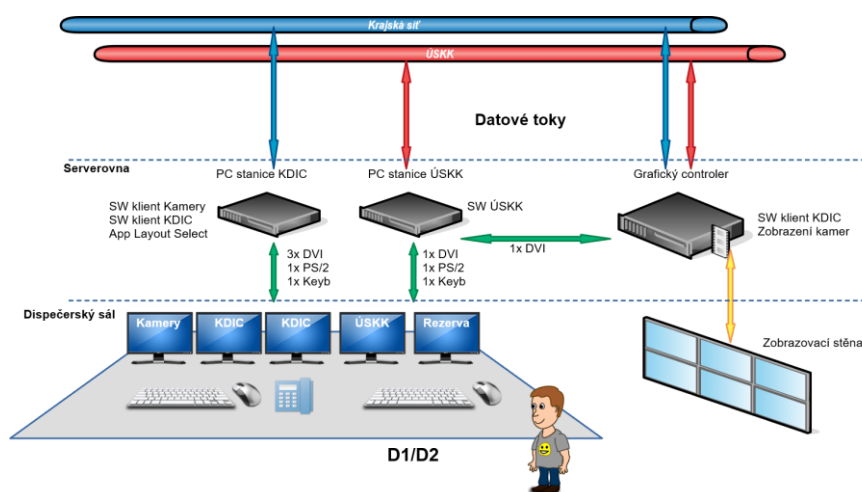 Krajská síť
ÚSKK
Datové toky
Serverovna
PC stanice KDIC
PC stanice ÚSKK
Grafický controler
SW klient Kamery
SW klient KDIC
App Layout Select
SW ÚSKK
SW klient KDIC
Zobrazení kamer
3x DVI
1x PS/2
1x Keyb
1x DVI
1x PS/2
1x Keyb
1x DVI
Dispečerský sál
Kamery
KDIC
KDIC
ÚSKK
Rezerva
Zobrazovací stěna
D1/D2